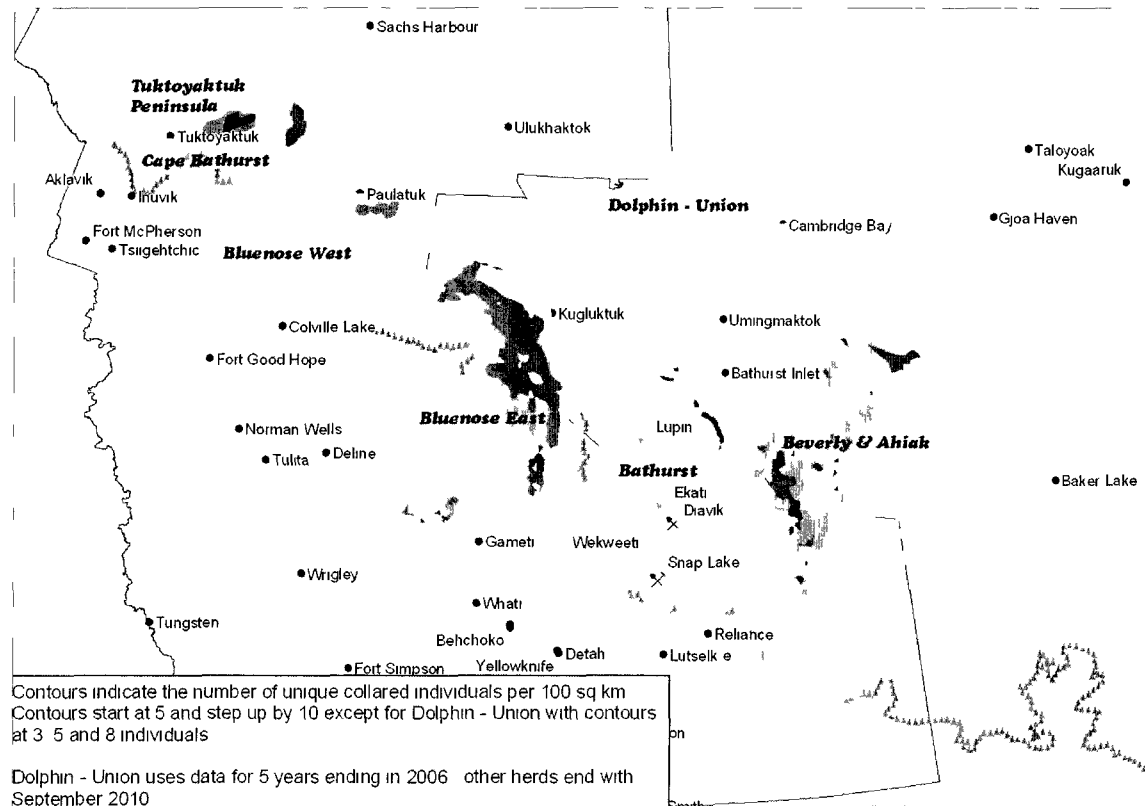 Sachs Harbour
Tuktoyaktuk
Peninsula
Tuktoyaktuk
Ulukhaktok
Taloyoak
Kugaaruk
Cape Bathurst
Aklavik
Inuvik
Paulatuk
Dolphin - Union
Cambridge Bay
Gjoa Haven
Fort McPherson
Tsiigehtchic
Bluenose West
Colville Lake
Kugluktuk
Umingmaktok
Fort Good Hope
Bathurst Inlet
Bluenose East
Lupin
Norman Wells
Beverly & Ahiak
Tulita
Deline
Bathurst
Ekati
Diavik
Baker Lake
Gameti
Wekweeti
Snap Lake
Wrigley
Whati
Tungsten
Behchoko
Reliance
Detah
Lutselk e
Fort Simpson
Yellowknife
Contours indicate the number of unique collared individuals per 100 sq km
Contours start at 5 and step up by 10 except for Dolphin - Union with contours
at 3 5 and 8 individuals
on
Dolphin - Union uses data for 5 years ending in 2006 other herds end with
September 2010